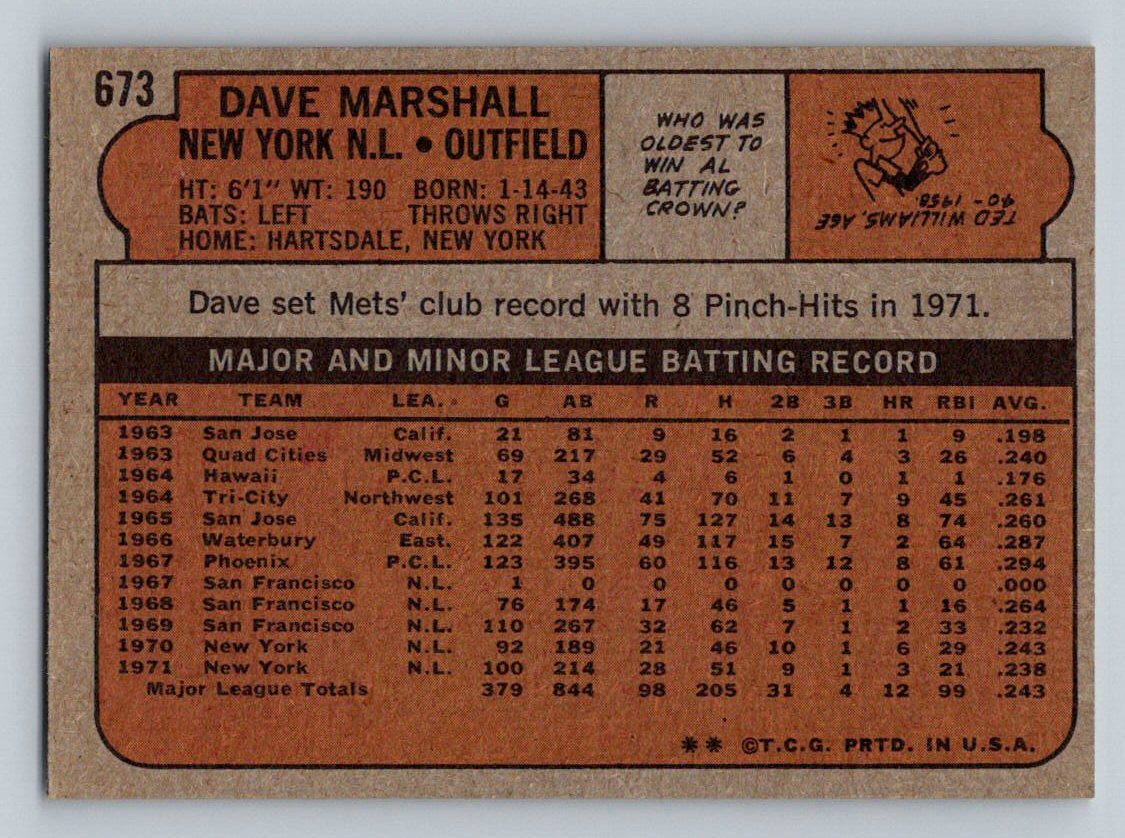 673
DAVE MARSHALL
NEW YORK N.L. • OUTFIELD
HT: 6'1" WT: 190 BORN: 1-14-43
BATS: LEFT THROWS RIGHT
HOME: HARTSDALE, NEW YORK
WHO WAS
OLDEST TO
WIN AL
BATTING
CROWN?
TED WILLIAMS, AGE
40 - 1958.
Dave set Mets' club record with 8 Pinch-Hits in 1971.
MAJOR AND MINOR LEAGUE BATTING RECORD
YEAR TEAM LEA. G AB R H 2B 3B HR RBI AVG.
1963 San Jose Calif. 21 81 9 16 2 1 1 9 .198
1963 Quad Cities Midwest 69 217 29 52 6 4 3 26 .240
1964 Hawaii P.C.L. 17 34 4 6 1 0 1 1 .176
1964 Tri-City Northwest 101 268 41 70 11 7 9 45 .261
1965 San Jose Calif. 135 488 75 127 14 13 8 74 .260
1966 Waterbury East. 122 407 49 117 15 7 2 64 .287
1967 Phoenix P.C.L. 123 395 60 116 13 12 8 61 .294
1967 San Francisco N.L. 1 0 0 0 0 0 0 0 .000
1968 San Francisco N.L. 76 174 17 46 5 1 1 16 .264
1969 San Francisco N.L. 110 267 32 62 7 1 2 33 .232
1970 New York N.L. 92 189 21 46 10 1 6 29 .243
1971 New York N.L. 100 214 28 51 9 1 3 21 .238
Major League Totals 379 844 98 205 31 4 12 99 .243
** ©T.C.G. PRTD. IN U.S.A.